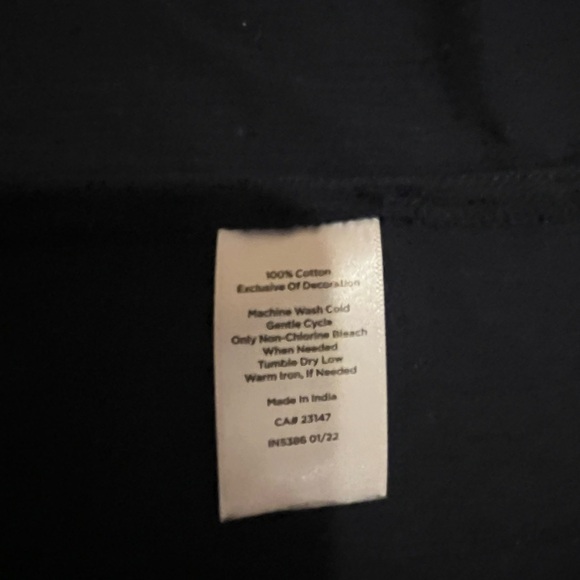 100% Cotton
Exclusive Of Decoration
Machine Wash Cold
Gentle Cycle
Only Non-Chlorine Bleach
When Needed
Tumble Dry Low
Warm Iron, If Needed
Made In India
CA# 23147
IN5386 01/22